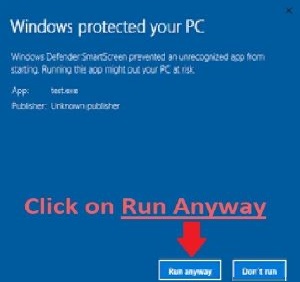 Windows protected your PC
Windows Defender SmartScreen prevented an unrecognized app from
starting. Running this app might put your PC at risk.
App: test.exe
Publisher: Unknown publisher
Click on Run Anyway
Run anyway Don't run